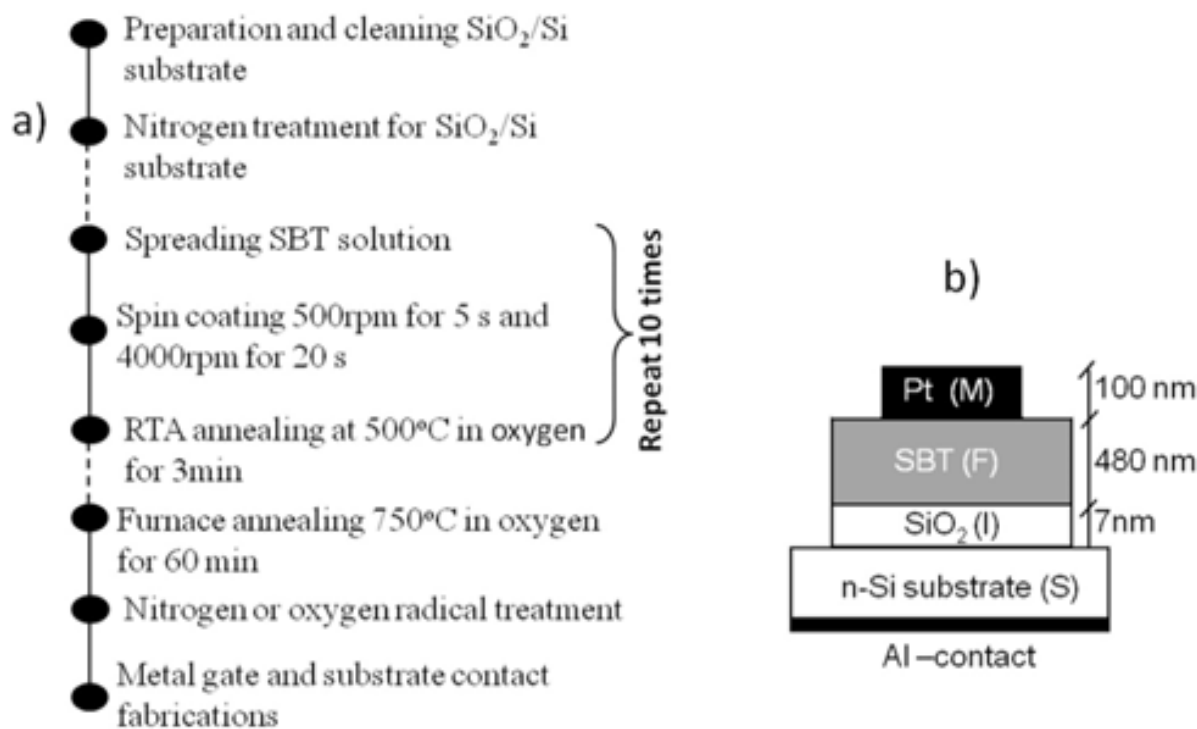 a)
Preparation and cleaning SiO₂/Si
substrate
Nitrogen treatment for SiO₂/Si
substrate
Spreading SBT solution
Spin coating 500rpm for 5 s and
4000rpm for 20 s
RTA annealing at 500°C in oxygen
for 3min
Repeat 10 times
Furnace annealing 750°C in oxygen
for 60 min
Nitrogen or oxygen radical treatment
Metal gate and substrate contact
fabrications
b)
Pt (M)
100 nm
SBT (F)
480 nm
SiO₂ (I)
7nm
n-Si substrate (S)
Al –contact